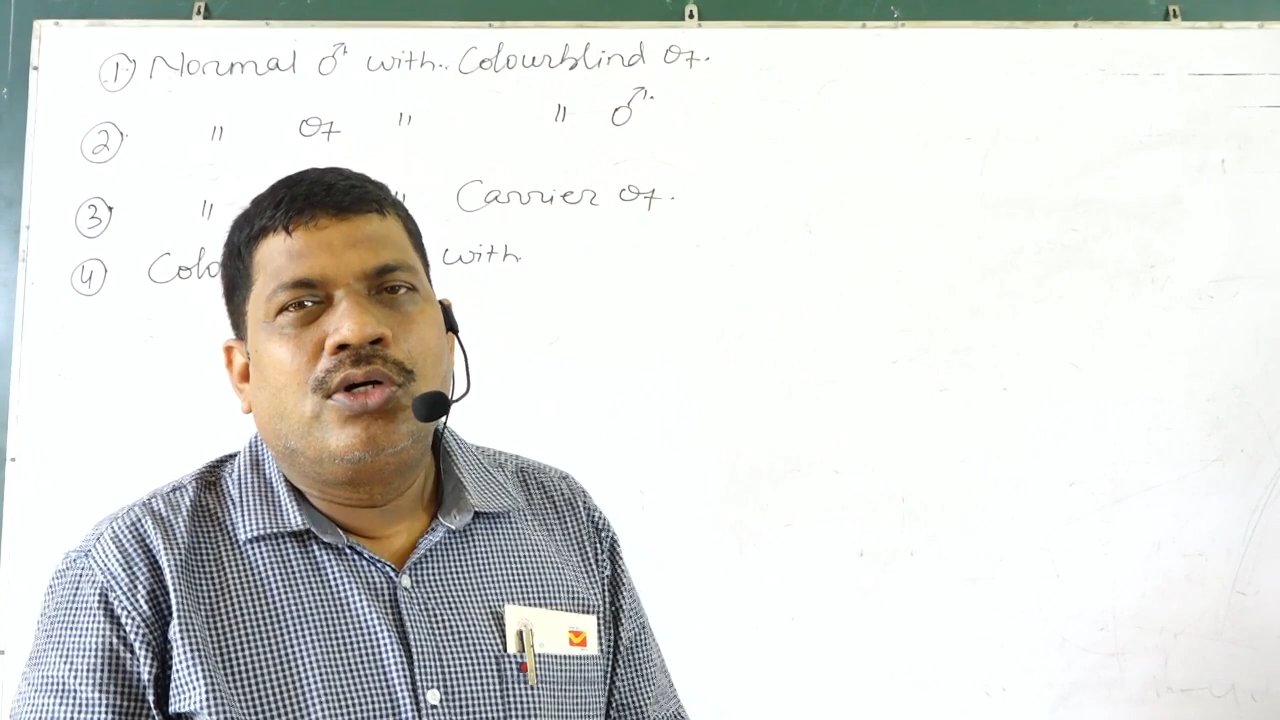 ① Normal ♂ with Colourblind ♀.
② " ♀ " " ♂.
③ " " Carrier ♀.
④ Colo with